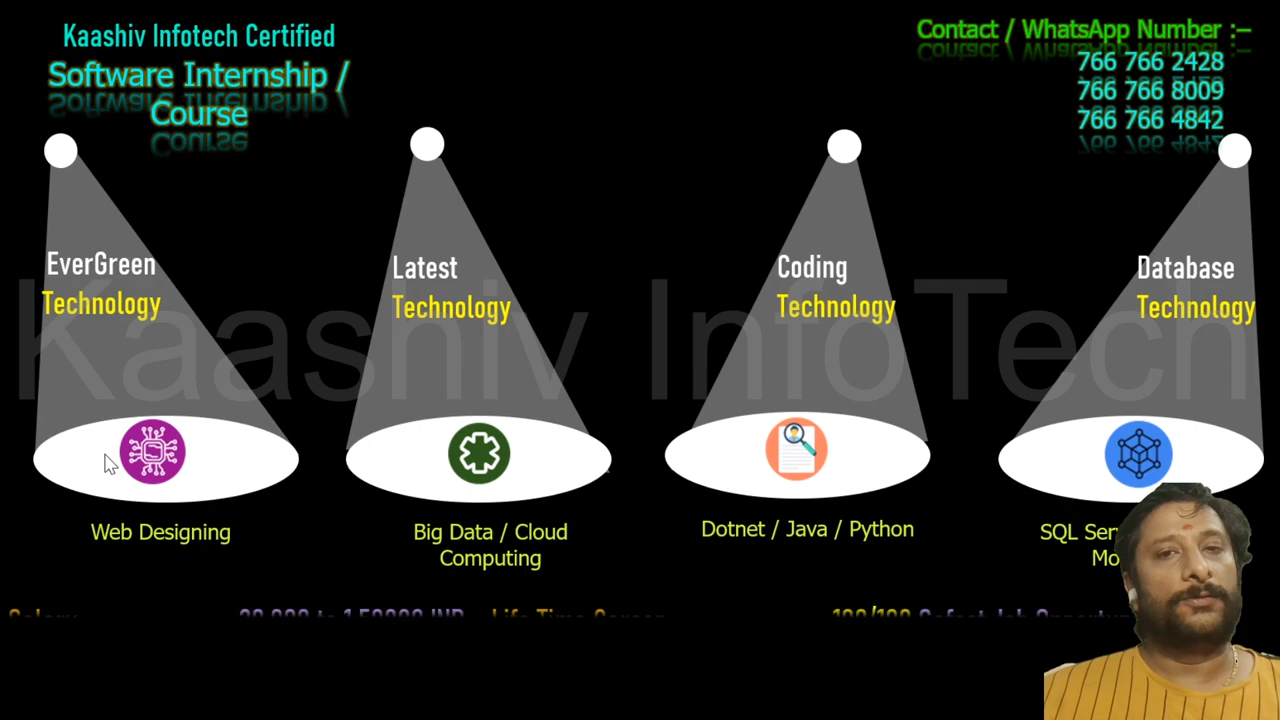 Kaashiv Infotech Certified
Software Internship /
Course
Contact / WhatsApp Number :–
766 766 2428
766 766 8009
766 766 4842
EverGreen
Technology
Latest
Technology
Coding
Technology
Database
Technology
Kaashiv InfoTech
Web Designing
Big Data / Cloud
Computing
Dotnet / Java / Python
SQL